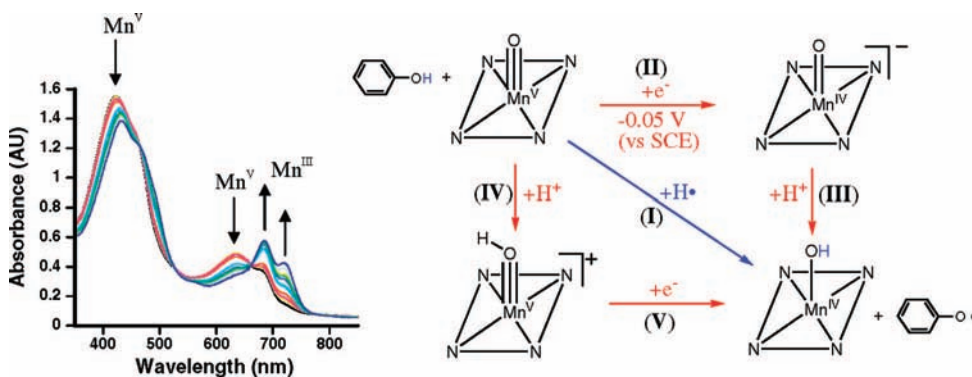 Mn^V
Absorbance (AU)
1.6
1.4
1.2
1
0.8
0.6
0.4
0.2
0
Mn^V
Mn^III
400 500 600 700 800
Wavelength (nm)
OH +
O
N N
Mn^V
N N
(II)
+e-
-0.05 V
(vs SCE)
O
N N
Mn^IV
N N
−
(IV)
+H+
+H•
(I)
+H+
(III)
H
O
N N
Mn^V
N N
+
+e-
(V)
OH
N N
Mn^IV
N N
+
O•